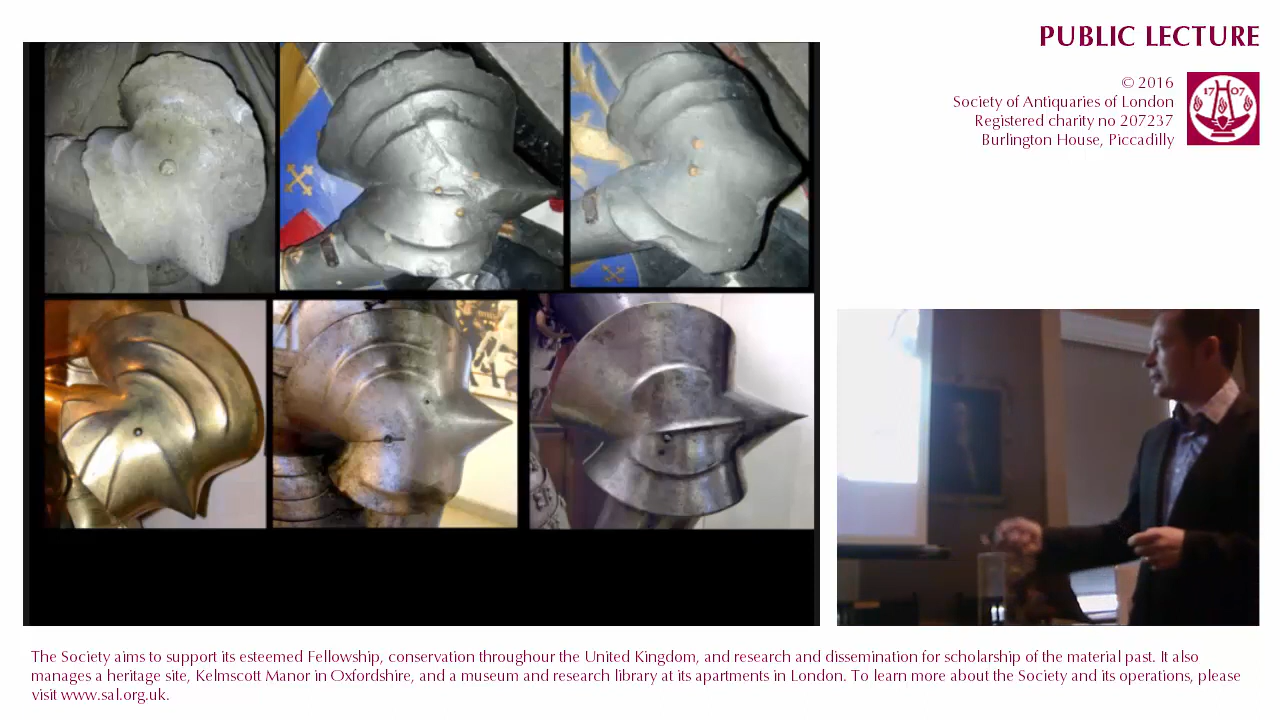 PUBLIC LECTURE
© 2016
Society of Antiquaries of London
Registered charity no 207237
Burlington House, Piccadilly
17 07
The Society aims to support its esteemed Fellowship, conservation throughour the United Kingdom, and research and dissemination for scholarship of the material past. It also
manages a heritage site, Kelmscott Manor in Oxfordshire, and a museum and research library at its apartments in London. To learn more about the Society and its operations, please
visit www.sal.org.uk.